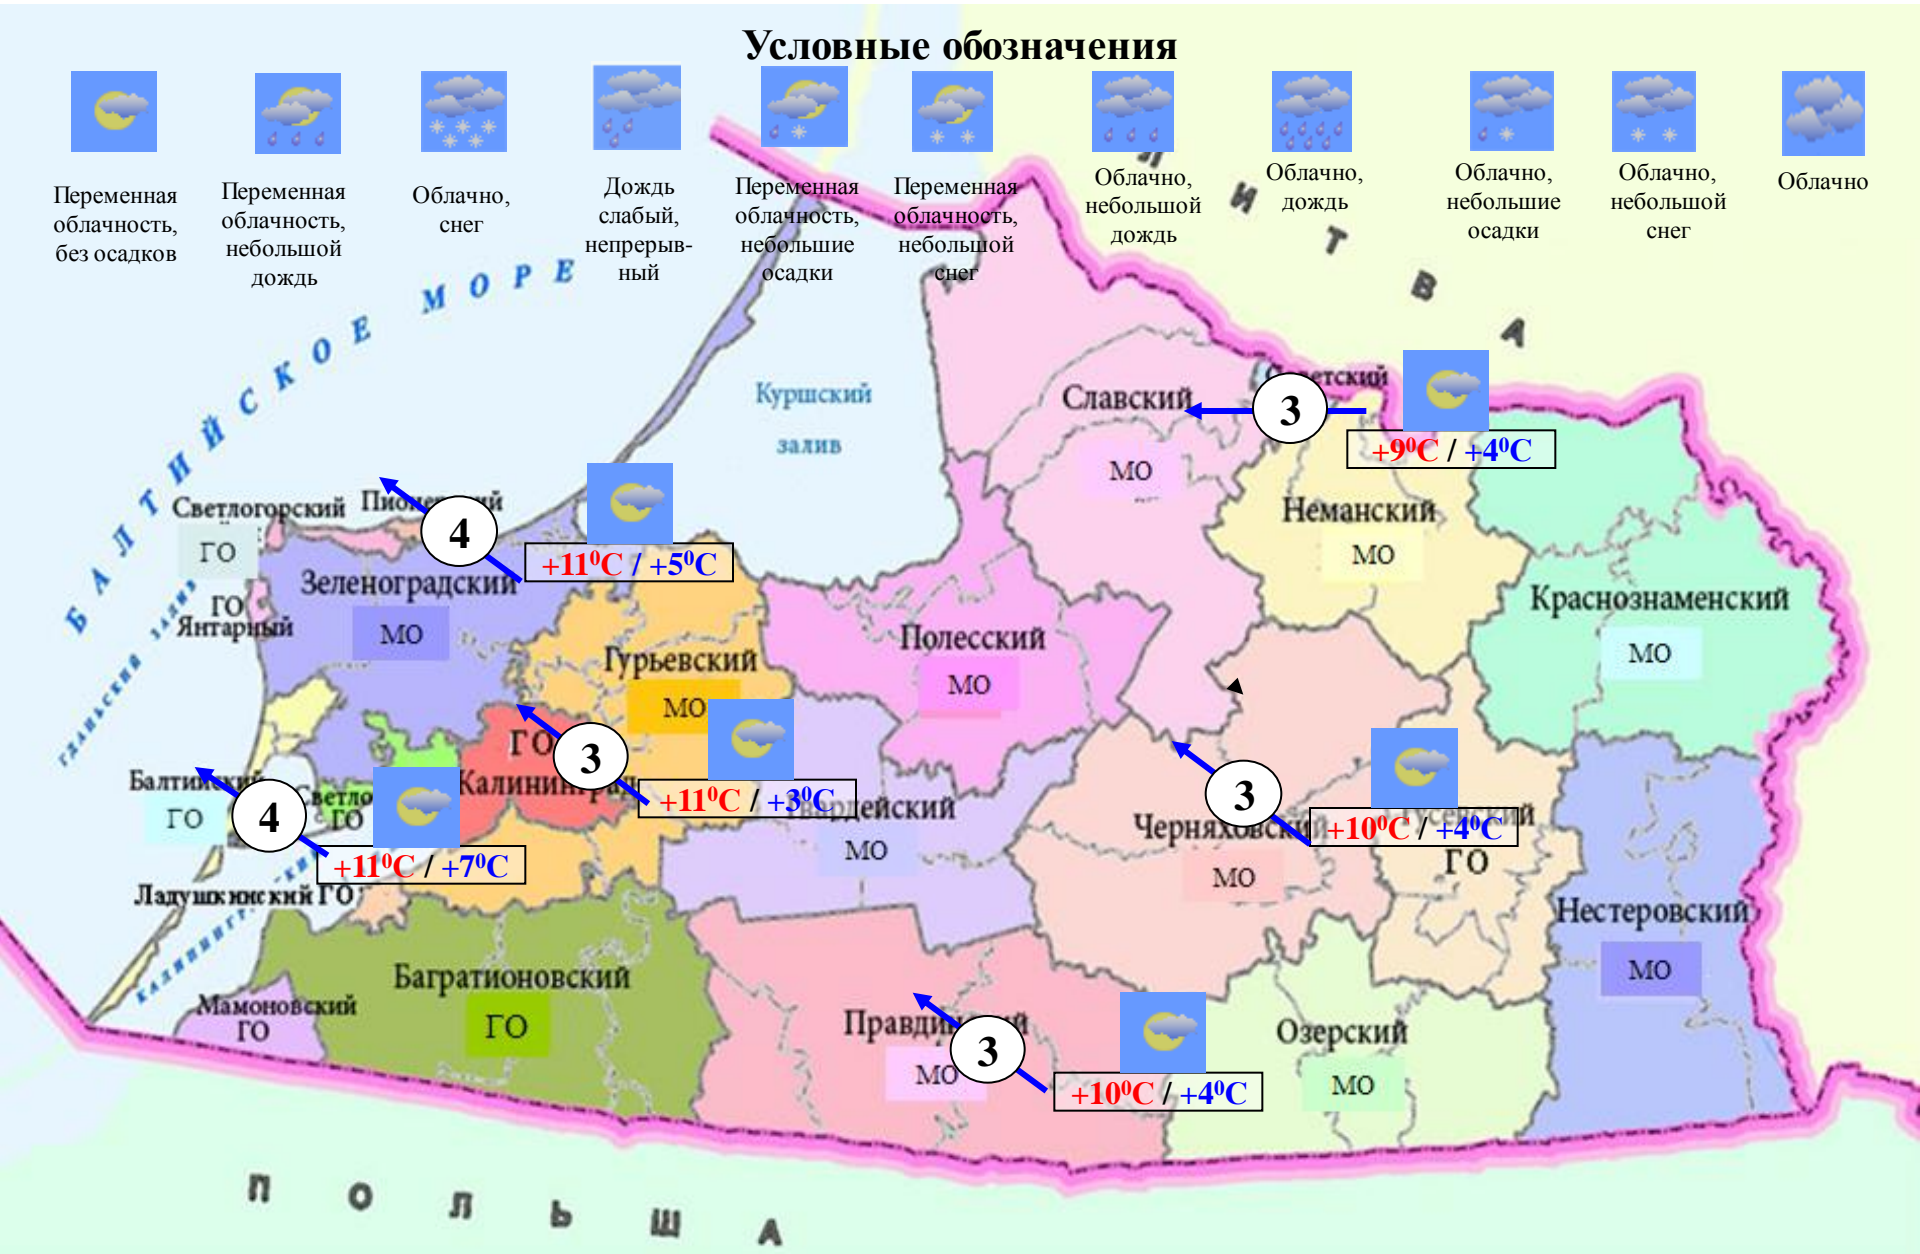 Условные обозначения
Переменная
облачность,
без осадков
Переменная
облачность,
небольшой
дождь
Облачно,
снег
Дождь
слабый,
непрерыв-
ный
Переменная
облачность,
небольшие
осадки
Переменная
облачность,
небольшой
снег
Облачно,
небольшой
дождь
Облачно,
дождь
Облачно,
небольшие
осадки
Облачно,
небольшой
снег
Облачно
БАЛТИЙСКОЕ МОРЕ
ЛИТВА
Куршский
залив
Славский
МО
3
+9⁰C / +4⁰C
Неманский
МО
Светлогорский
ГО
4
+11⁰C / +5⁰C
Зеленоградский
МО
ГО
Янтарный
Краснознаменский
МО
Полесский
МО
Гурьевский
МО
ГО
3
+11⁰C / +3⁰C
ГО
4
+11⁰C / +7⁰C
ГО
МО
Черняховский
МО
3
+10⁰C / +4⁰C
ГО
Ладушкинский ГО
Нестеровский
МО
Багратионовский
ГО
Мамоновский
ГО
МО
3
+10⁰C / +4⁰C
Озерский
МО
ПОЛЬША